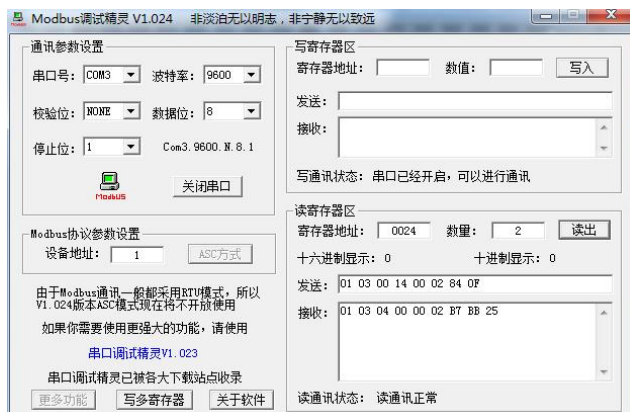 Modbus调试精灵 V1.024 非淡泊无以明志，非宁静无以致远
通讯参数设置
串口号： COM3 波特率： 9600
校验位： NONE 数据位： 8
停止位： 1 Com3.9600.N.8.1
ModbUS
关闭串口
Modbus协议参数设置
设备地址： 1 ASC方式
由于Modbus通讯一般都采用RTU模式，所以
V1.024版本ASC模式现在将不开放使用
如果你需要使用更强大的功能，请使用
串口调试精灵V1.023
串口调试精灵已被各大下载站点收录
更多功能 写多寄存器 关于软件
写寄存器区
寄存器地址： 数值： 写入
发送：
接收：
写通讯状态： 串口已经开启，可以进行通讯
读寄存器区
寄存器地址： 0024 数量： 2 读出
十六进制显示： 0 十进制显示： 0
发送： 01 03 00 14 00 02 84 0F
接收： 01 03 04 00 00 02 B7 BB 25
读通讯状态： 读通讯正常